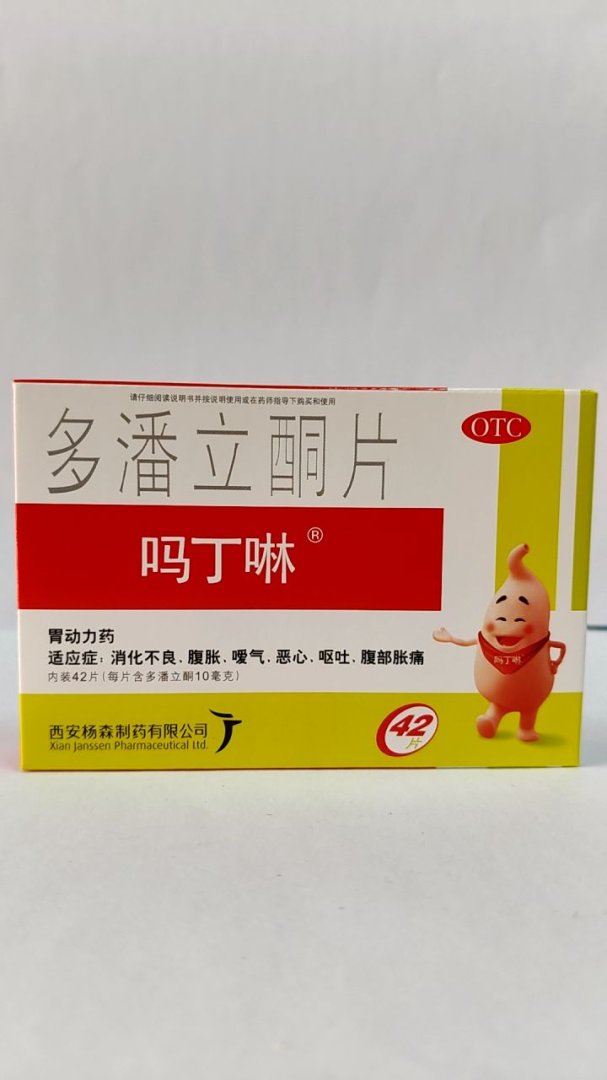 请仔细阅读说明书并按说明使用或在药师指导下购买和使用
多潘立酮片
OTC
吗丁啉®
胃动力药
适应症：消化不良、腹胀、嗳气、恶心、呕吐、腹部胀痛
内装42片(每片含多潘立酮10毫克)
吗丁啉
西安杨森制药有限公司
Xian Janssen Pharmaceutical Ltd.
42
片